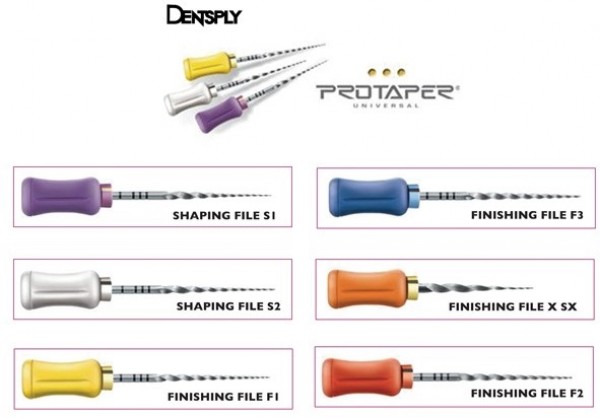 DENTSPLY
PROTAPER®
UNIVERSAL
SHAPING FILE S1
FINISHING FILE F3
SHAPING FILE S2
FINISHING FILE X SX
FINISHING FILE F1
FINISHING FILE F2